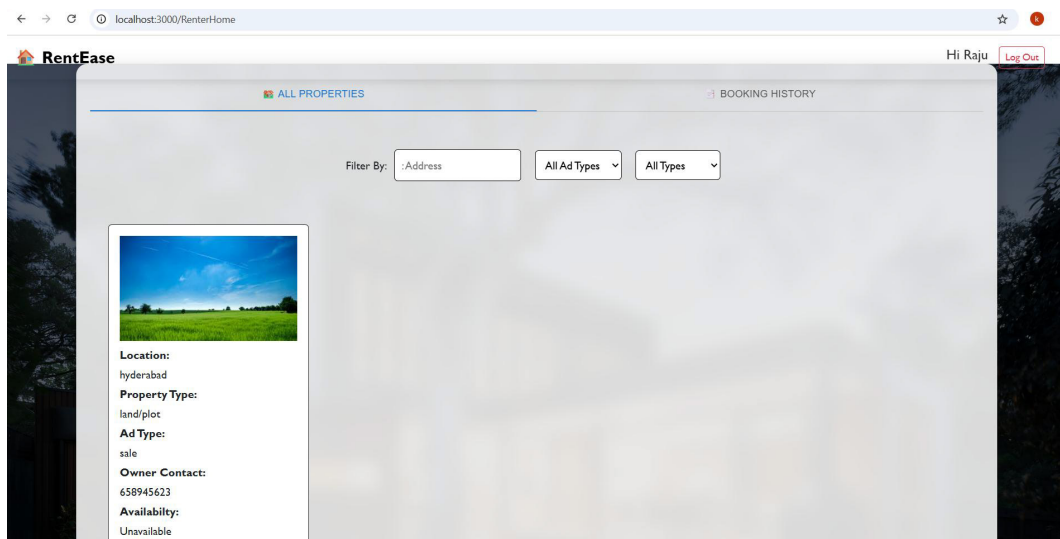 localhost:3000/RenterHome
k
RentEase
Hi Raju
Log Out
ALL PROPERTIES
BOOKING HISTORY
Filter By:
:Address
All Ad Types
All Types
Location:
hyderabad
Property Type:
land/plot
Ad Type:
sale
Owner Contact:
658945623
Availabilty:
Unavailable